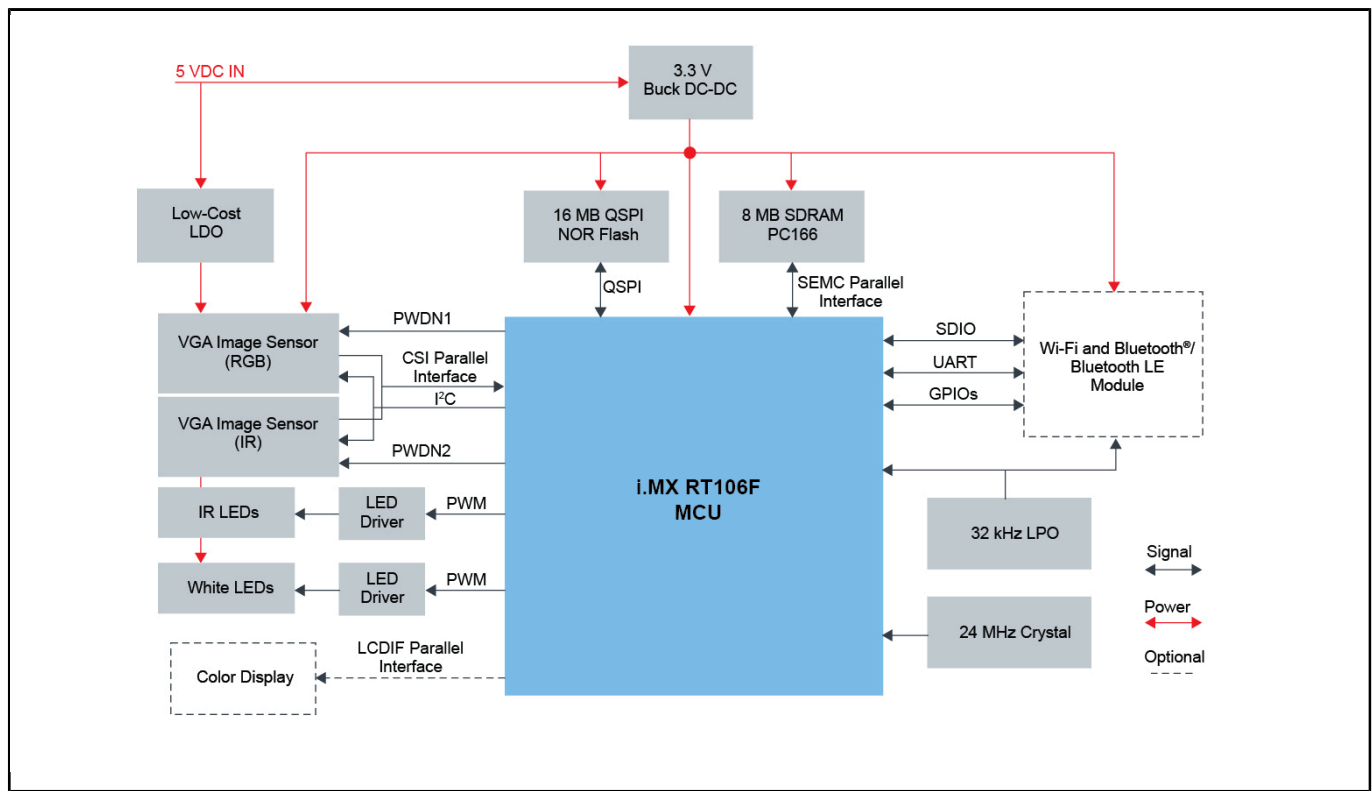 5 VDC IN
3.3 V
Buck DC-DC
Low-Cost
LDO
16 MB QSPI
NOR Flash
8 MB SDRAM
PC166
QSPI
SEMC Parallel
Interface
VGA Image Sensor
(RGB)
PWDN1
CSI Parallel
Interface
I²C
VGA Image Sensor
(IR)
PWDN2
IR LEDs
LED
Driver
PWM
White LEDs
LED
Driver
PWM
Color Display
LCDIF Parallel
Interface
i.MX RT106F
MCU
SDIO
UART
GPIOs
Wi-Fi and Bluetooth®/
Bluetooth LE
Module
32 kHz LPO
24 MHz Crystal
Signal
Power
Optional